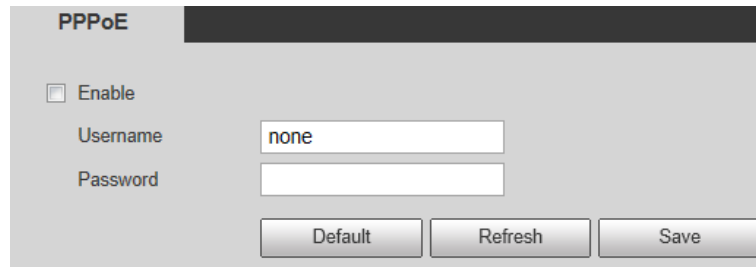 PPPoE
Enable
Username none
Password
Default Refresh Save